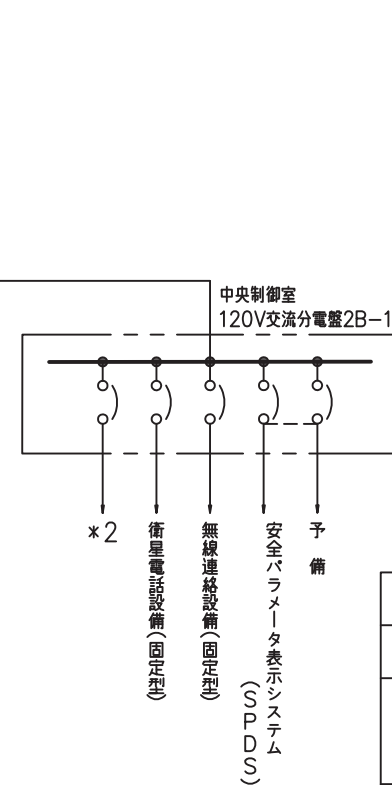 中央制御室
120V交流分電盤2B-1
*2
衛星電話設備(固定型)
無線連絡設備(固定型)
安全パラメータ表示システム
(SPDS)
予備